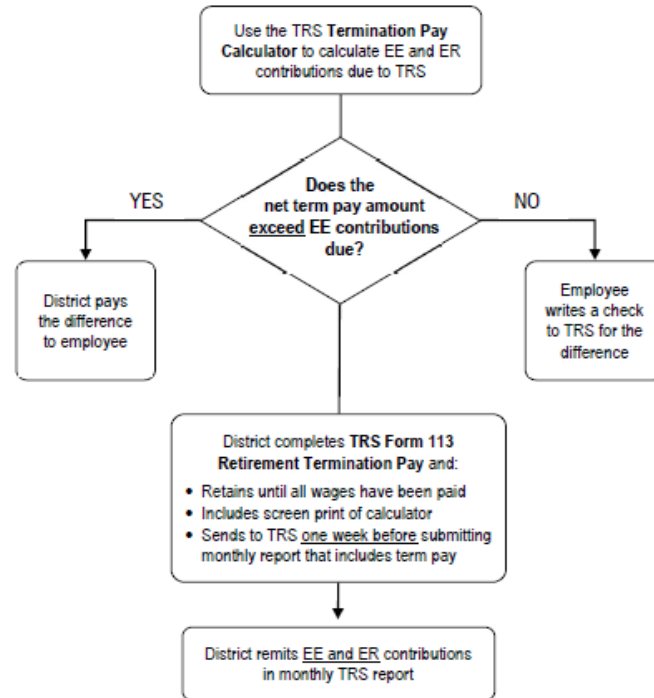 Use the TRS Termination Pay
Calculator to calculate EE and ER
contributions due to TRS
Does the
net term pay amount
exceed EE contributions
due?
YES
NO
District pays
the difference
to employee
Employee
writes a check
to TRS for the
difference
District completes TRS Form 113
Retirement Termination Pay and:
• Retains until all wages have been paid
• Includes screen print of calculator
• Sends to TRS one week before submitting
monthly report that includes term pay
District remits EE and ER contributions
in monthly TRS report